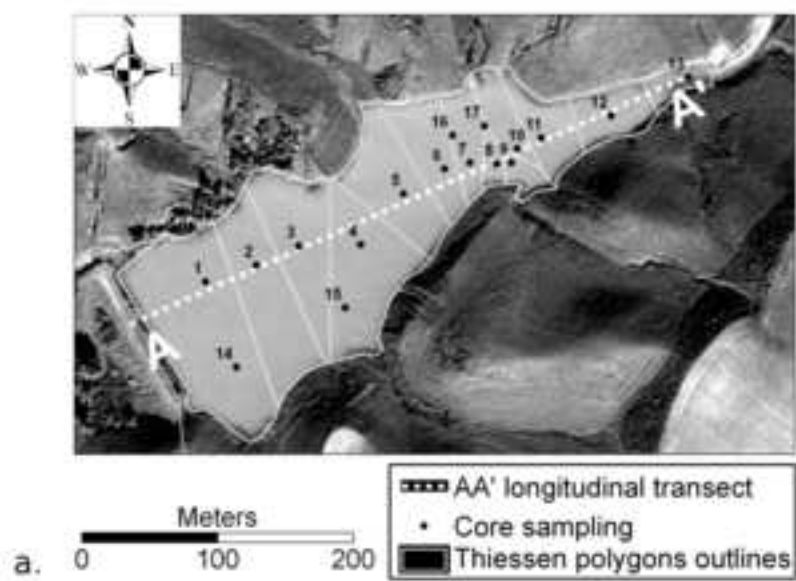 N
W E
S
13
A'
12
17
16
11
10
6 7 8 9
5
3 4
2
1
15
A
14
AA' longitudinal transect
Meters
Core sampling
a. 0 100 200
Thiessen polygons outlines